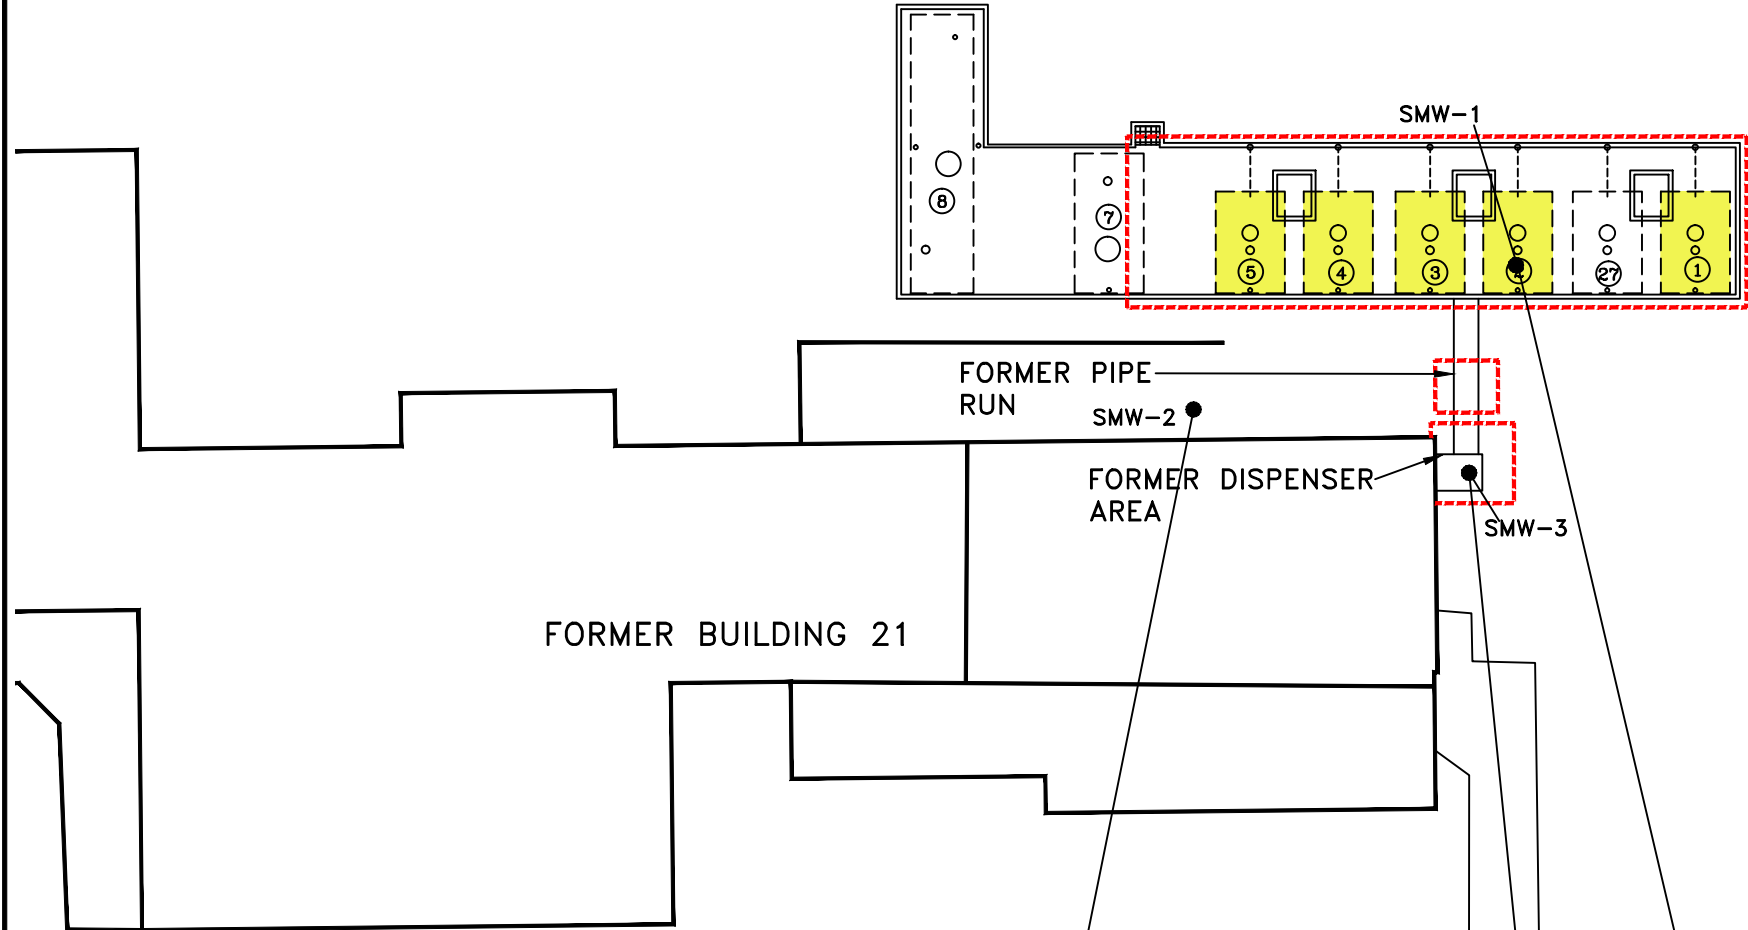 SMW-1
8
7
5
4
3
27
1
FORMER PIPE
RUN
SMW-2
FORMER DISPENSER
AREA
SMW-3
FORMER BUILDING 21